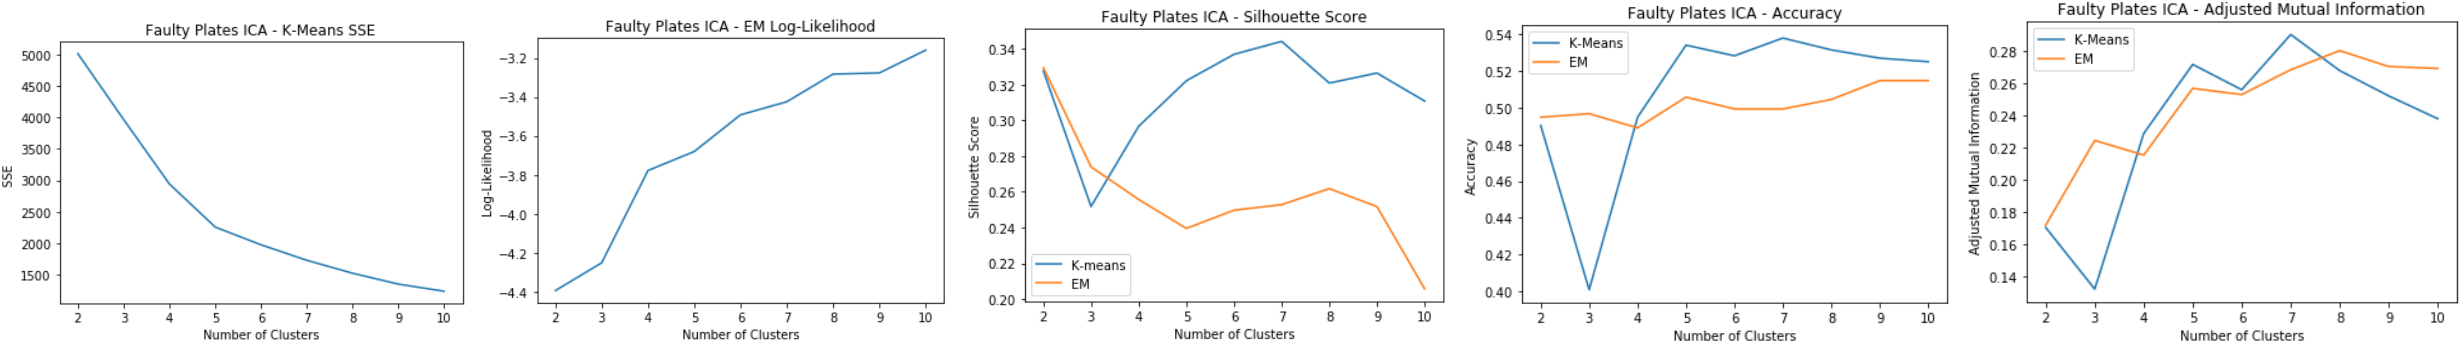 Faulty Plates ICA - K-Means SSE
SSE
5000
4500
4000
3500
3000
2500
2000
1500
2 3 4 5 6 7 8 9 10
Number of Clusters
Faulty Plates ICA - EM Log-Likelihood
Log-Likelihood
−3.2
−3.4
−3.6
−3.8
−4.0
−4.2
−4.4
2 3 4 5 6 7 8 9 10
Number of Clusters
Faulty Plates ICA - Silhouette Score
Silhouette Score
0.34
0.32
0.30
0.28
0.26
0.24
0.22
0.20
K-means
EM
2 3 4 5 6 7 8 9 10
Number of Clusters
Faulty Plates ICA - Accuracy
Accuracy
0.54
0.52
0.50
0.48
0.46
0.44
0.42
0.40
K-Means
EM
2 3 4 5 6 7 8 9 10
Number of Clusters
Faulty Plates ICA - Adjusted Mutual Information
Adjusted Mutual Information
0.28
0.26
0.24
0.22
0.20
0.18
0.16
0.14
K-Means
EM
2 3 4 5 6 7 8 9 10
Number of Clusters